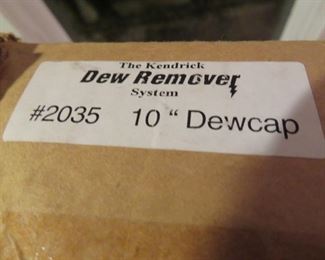 The Kendrick
Dew Remover
System
#2035 10 “ Dewcap